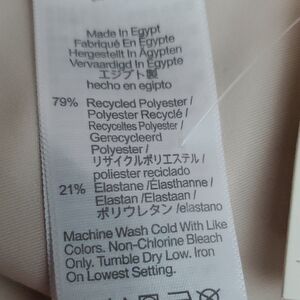 Made In Egypt
Fabriqué En Égypte
Hergestellt In Ägypten
Vervaardigd In Egypte
エジプト製
hecho en egipto
79% Recycled Polyester /
Polyester Recyclé /
Recyceltes Polyester /
Gerecycleerd
Polyester /
リサイクルポリエステル /
poliester reciclado
21% Elastane /Élasthanne /
Elastan /Elastaan /
ポリウレタン /elastano
Machine Wash Cold With Like
Colors. Non-Chlorine Bleach
Only. Tumble Dry Low. Iron
On Lowest Setting.